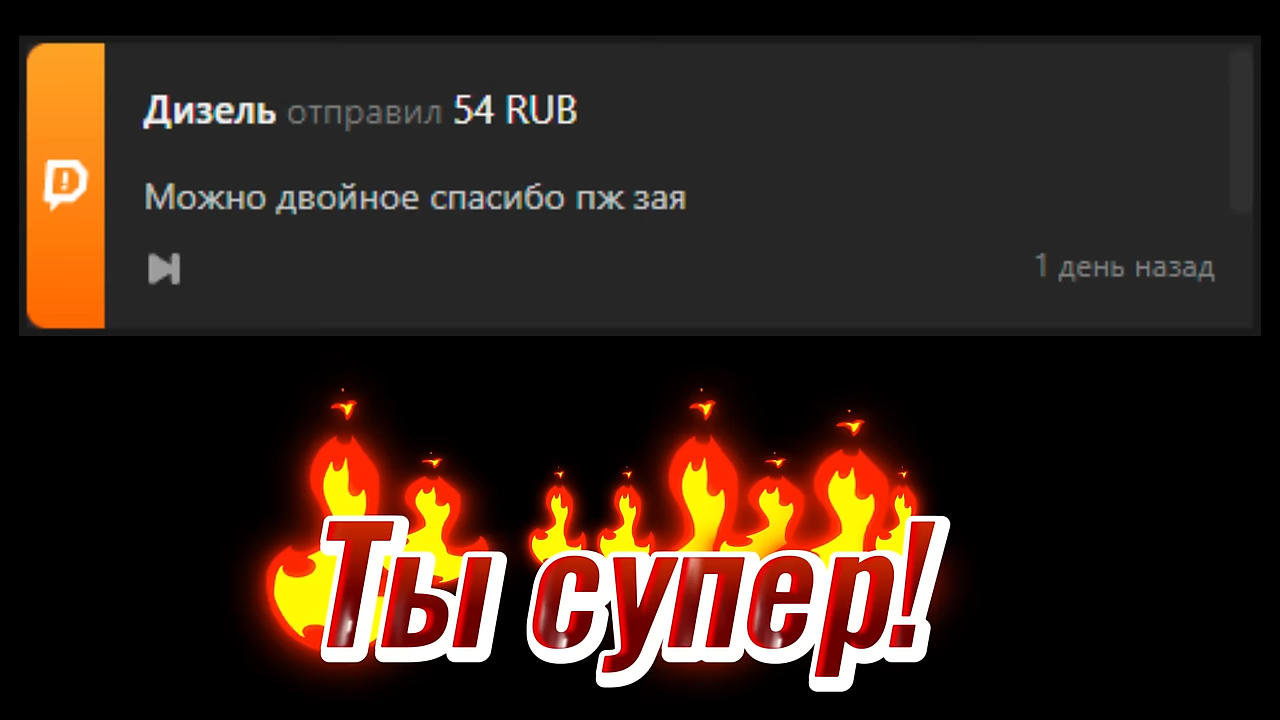 Дизель отправил 54 RUB
Можно двойное спасибо пж зая
1 день назад
Ты супер!